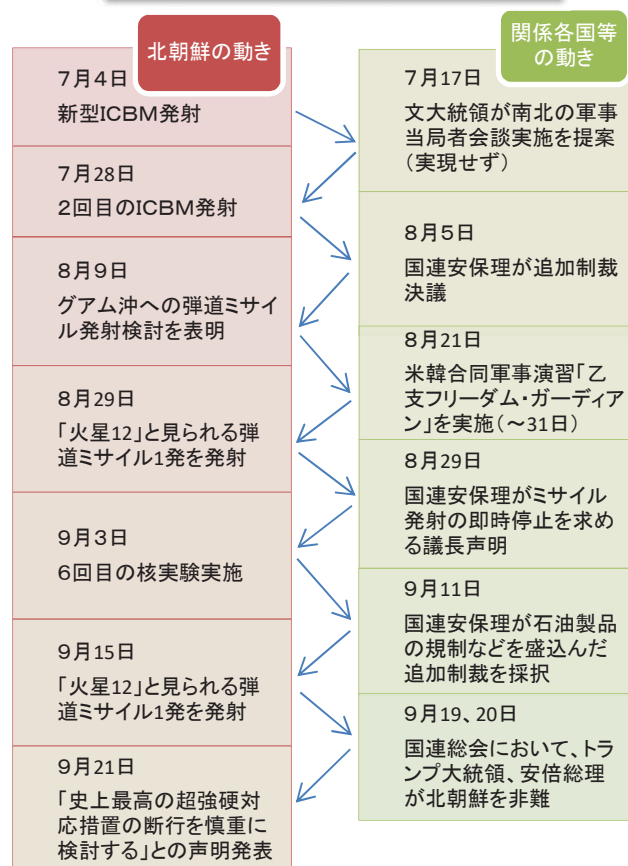 北朝鮮の動き
7月4日
新型ICBM発射
7月28日
2回目のICBM発射
8月9日
グアム沖への弾道ミサイ
ル発射検討を表明
8月29日
「火星12」と見られる弾
道ミサイル1発を発射
9月3日
6回目の核実験実施
9月15日
「火星12」と見られる弾
道ミサイル1発を発射
9月21日
「史上最高の超強硬対
応措置の断行を慎重に
検討する」との声明発表
関係各国等
の動き
7月17日
文大統領が南北の軍事
当局者会談実施を提案
(実現せず)
8月5日
国連安保理が追加制裁
決議
8月21日
米韓合同軍事演習「乙
支フリーダム・ガーディア
ン」を実施(~31日)
8月29日
国連安保理がミサイル
発射の即時停止を求め
る議長声明
9月11日
国連安保理が石油製品
の規制などを盛込んだ
追加制裁を採択
9月19、20日
国連総会において、トラ
ンプ大統領、安倍総理
が北朝鮮を非難